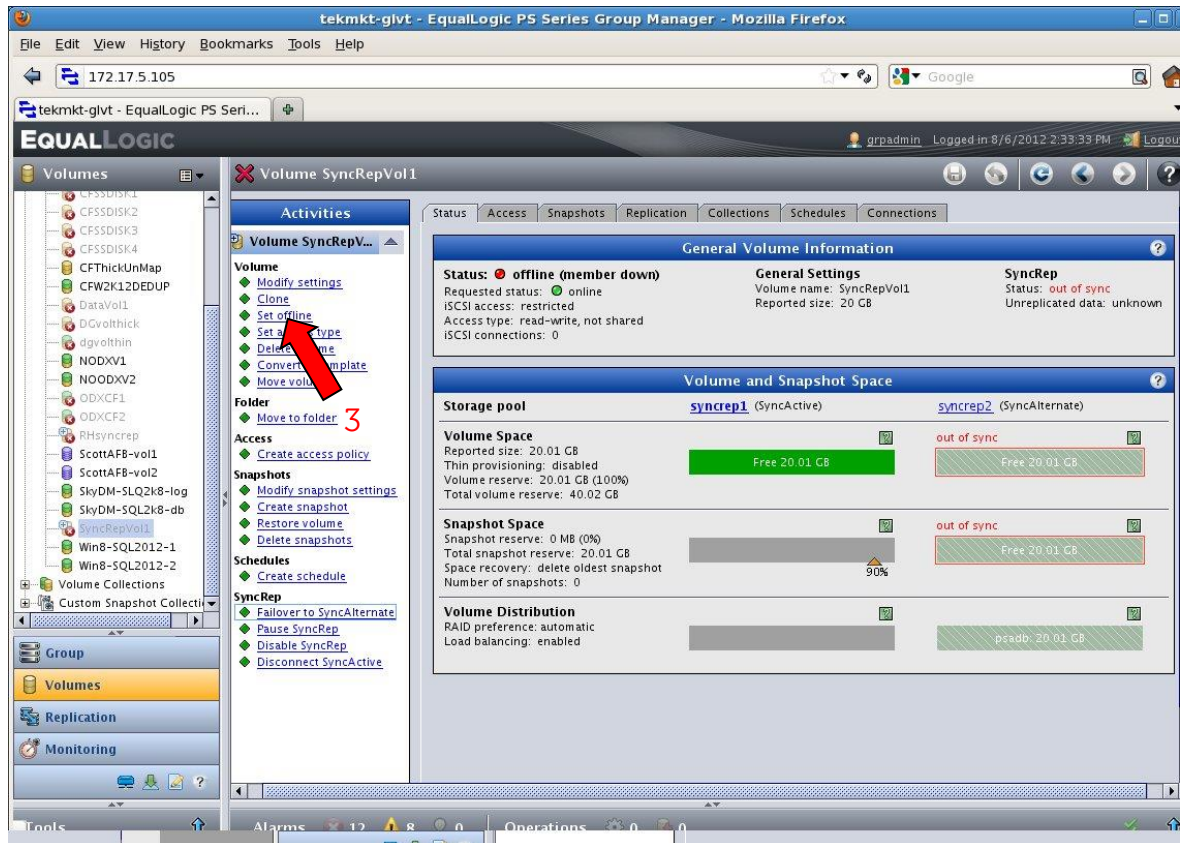 tekmkt-glvt - EqualLogic PS Series Group Manager - Mozilla Firefox
File Edit View History Bookmarks Tools Help
172.17.5.105
Google
tekmkt-glvt - EqualLogic PS Seri...
EQUALLOGIC
grpadmin Logged in 8/6/2012 2:33:33 PM Logou
Volumes
CFSSDISK1
CFSSDISK2
CFSSDISK3
CFSSDISK4
CFThickUnMap
CFW2K12DEDUP
DataVol1
DGvolthick
dgvolthin
NODXV1
NOODXV2
ODXCF1
ODXCF2
RHsyncrep
ScottAFB-vol1
ScottAFB-vol2
SkyDM-SLQ2k8-log
SkyDM-SQL2k8-db
SyncRepVol1
Win8-SQL2012-1
Win8-SQL2012-2
Volume Collections
Custom Snapshot Collecti
Group
Volumes
Replication
Monitoring
Tools
Volume SyncRepVol1
Activities
Volume SyncRepV...
Volume
Modify settings
Clone
Set offline
Set a type
Delete me
Convert mplate
Move volu
Folder
Move to folder
3
Access
Create access policy
Snapshots
Modify snapshot settings
Create snapshot
Restore volume
Delete snapshots
Schedules
Create schedule
SyncRep
Failover to SyncAlternate
Pause SyncRep
Disable SyncRep
Disconnect SyncActive
Status Access Snapshots Replication Collections Schedules Connections
General Volume Information
Status: offline (member down)
Requested status: online
iSCSI access: restricted
Access type: read-write, not shared
iSCSI connections: 0
General Settings
Volume name: SyncRepVol1
Reported size: 20 GB
SyncRep
Status: out of sync
Unreplicated data: unknown
Volume and Snapshot Space
Storage pool syncrep1 (SyncActive) syncrep2 (SyncAlternate)
Volume Space
Reported size: 20.01 GB
Thin provisioning: disabled
Volume reserve: 20.01 GB (100%)
Total volume reserve: 40.02 GB
Free 20.01 GB
out of sync
Free 20.01 GB
Snapshot Space
Snapshot reserve: 0 MB (0%)
Total snapshot reserve: 20.01 GB
Space recovery: delete oldest snapshot
Number of snapshots: 0
90%
out of sync
Free 20.01 GB
Volume Distribution
RAID preference: automatic
Load balancing: enabled
psadb: 20.01 GB
Alarms 12 8 0 Operations 0 0